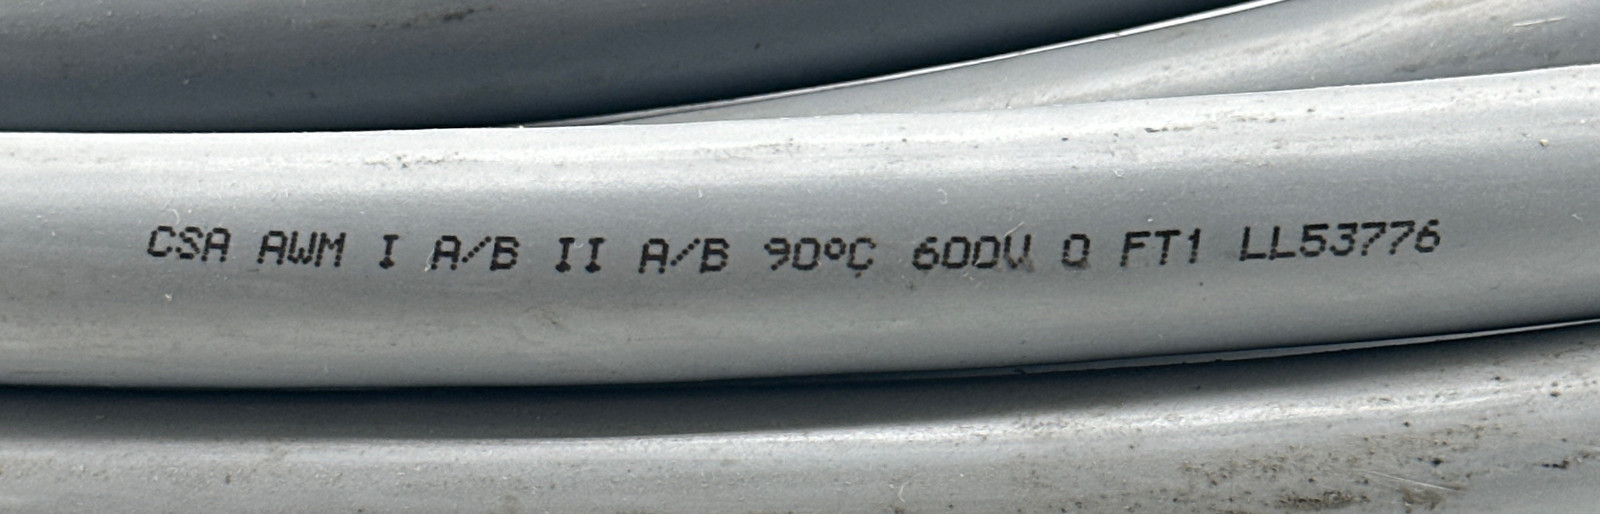 CSA AWM I A/B II A/B 90°C 600V 0 FT1 LL53776